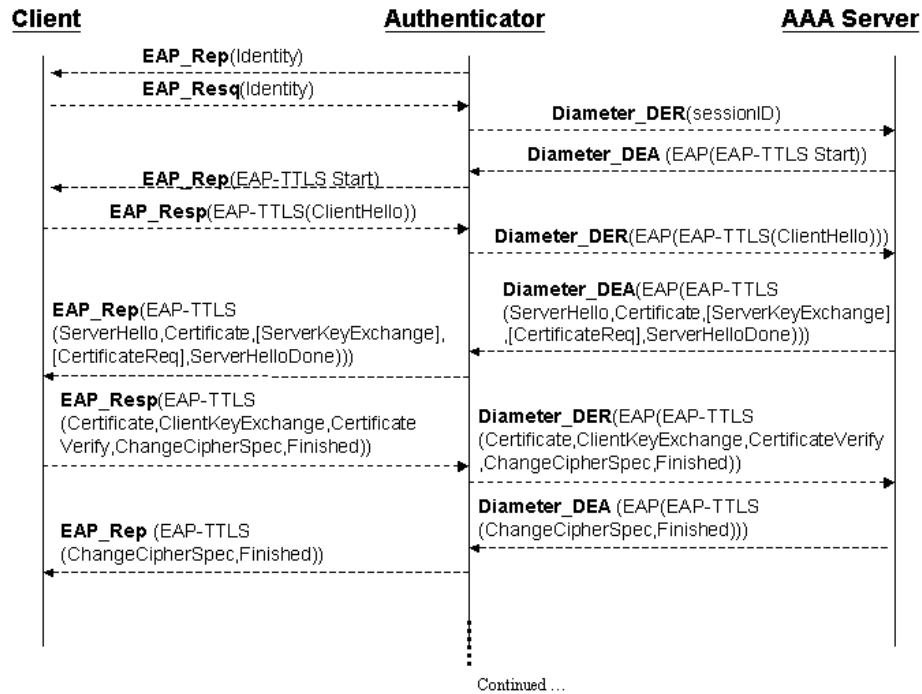 Client
Authenticator
AAA Server
EAP_Rep(Identity)
EAP_Resq(Identity)
Diameter_DER(sessionID)
Diameter_DEA (EAP(EAP-TTLS Start))
EAP_Rep(EAP-TTLS Start)
EAP_Resp(EAP-TTLS(ClientHello))
Diameter_DER(EAP(EAP-TTLS(ClientHello)))
Diameter_DEA(EAP(EAP-TTLS
(ServerHello,Certificate,[ServerKeyExchange]
,[CertificateReq],ServerHelloDone)))
EAP_Rep(EAP-TTLS
(ServerHello,Certificate,[ServerKeyExchange],
[CertificateReq],ServerHelloDone)))
EAP_Resp(EAP-TTLS
(Certificate,ClientKeyExchange,Certificate
Verify,ChangeCipherSpec,Finished))
Diameter_DER(EAP(EAP-TTLS
(Certificate,ClientKeyExchange,CertificateVerify
,ChangeCipherSpec,Finished))
Diameter_DEA (EAP(EAP-TTLS
(ChangeCipherSpec,Finished)))
EAP_Rep (EAP-TTLS
(ChangeCipherSpec,Finished))
Continued ...